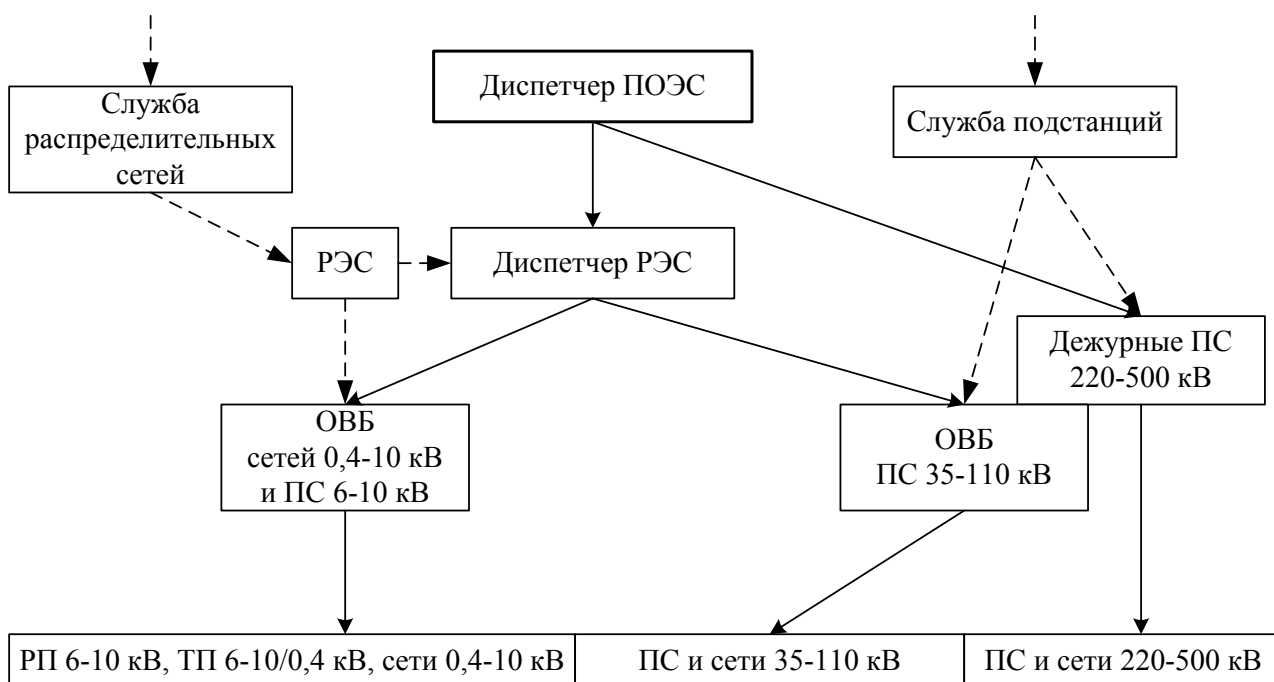 Диспетчер ПОЭС
Служба
распределительных
сетей
Служба подстанций
РЭС
Диспетчер РЭС
Дежурные ПС
220-500 кВ
ОВБ
сетей 0,4-10 кВ
и ПС 6-10 кВ
ОВБ
ПС 35-110 кВ
РП 6-10 кВ, ТП 6-10/0,4 кВ, сети 0,4-10 кВ
ПС и сети 35-110 кВ
ПС и сети 220-500 кВ